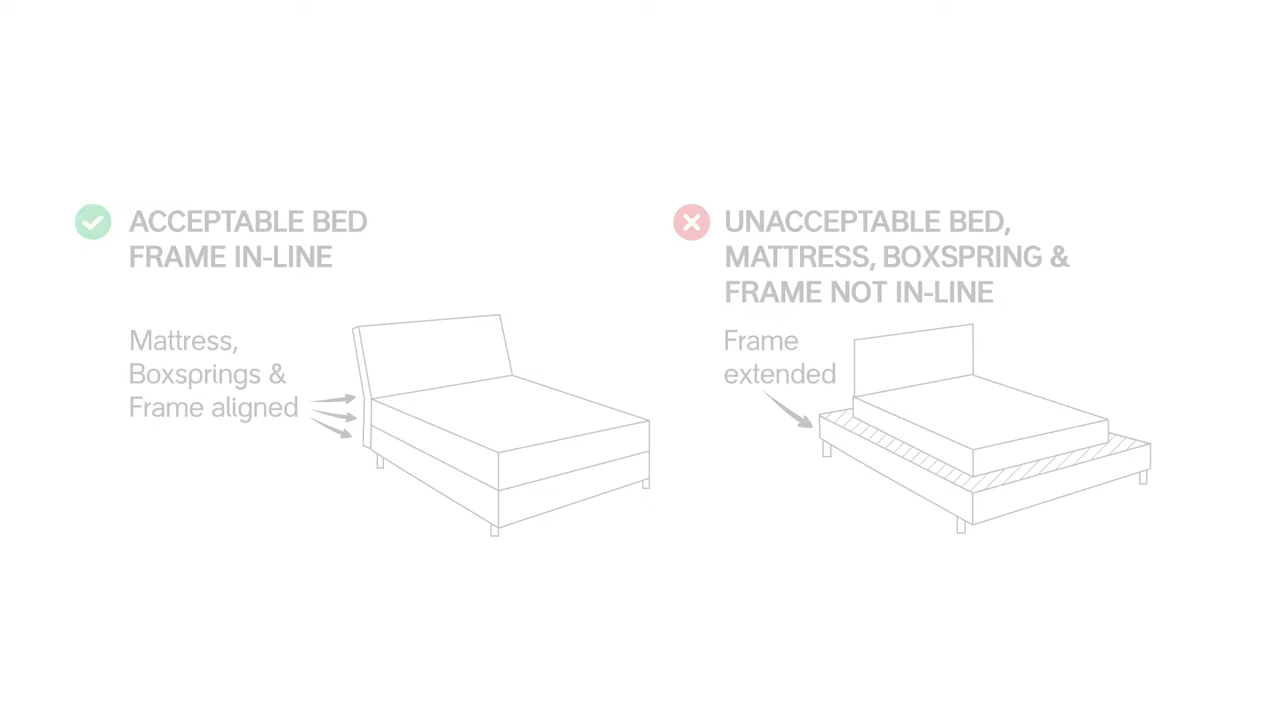 ACCEPTABLE BED
FRAME IN-LINE
Mattress,
Boxsprings &
Frame aligned
UNACCEPTABLE BED,
MATTRESS, BOXSPRING &
FRAME NOT IN-LINE
Frame
extended